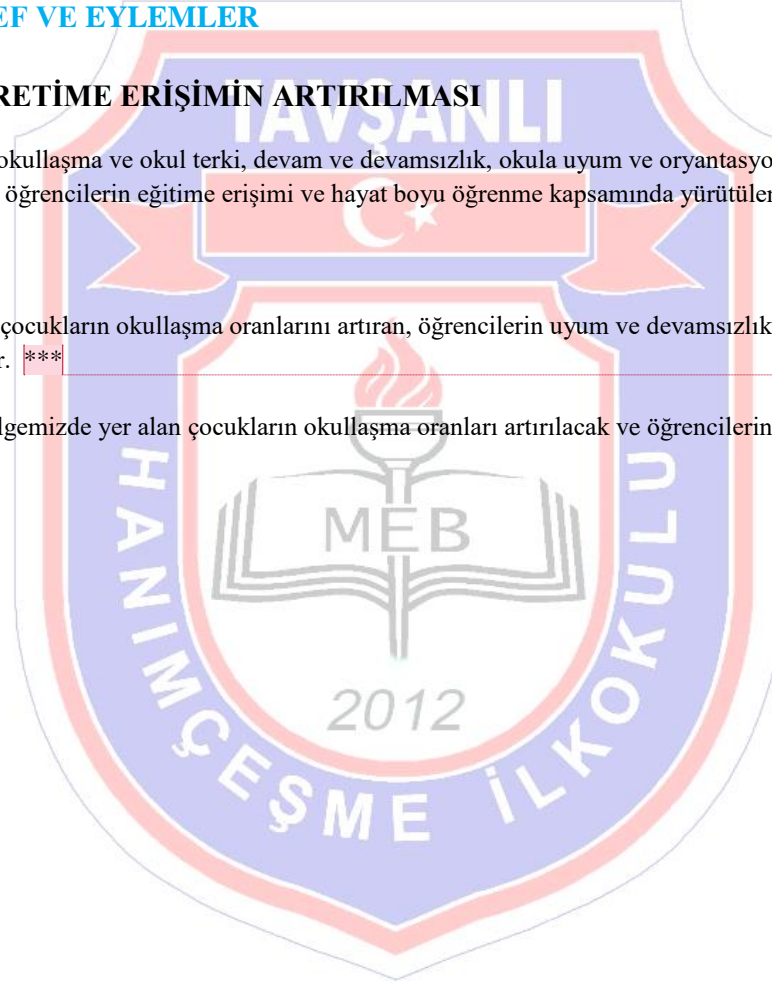 EF VE EYLEMLER
RETİME ERİŞİMİN ARTIRILMASI
TAVŞANLI
okullaşma ve okul terki, devam ve devamsızlık, okula uyum ve oryantasyo
öğrencilerin eğitime erişimi ve hayat boyu öğrenme kapsamında yürütüle
çocukların okullaşma oranlarını artıran, öğrencilerin uyum ve devamsızlık
r. ***
lgemizde yer alan çocukların okullaşma oranları artırılacak ve öğrencilerin
MEB
2012
HANIMÇEŞME İLKOKULU